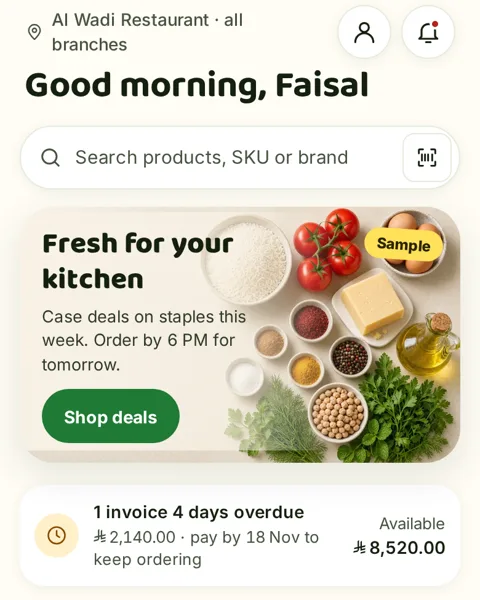 Al Wadi Restaurant · all
branches
Good morning, Faisal
Search products, SKU or brand
Fresh for your
kitchen
Sample
Case deals on staples this
week. Order by 6 PM for
tomorrow.
Shop deals
1 invoice 4 days overdue
⃁ 2,140.00 · pay by 18 Nov to
keep ordering
Available
⃁ 8,520.00